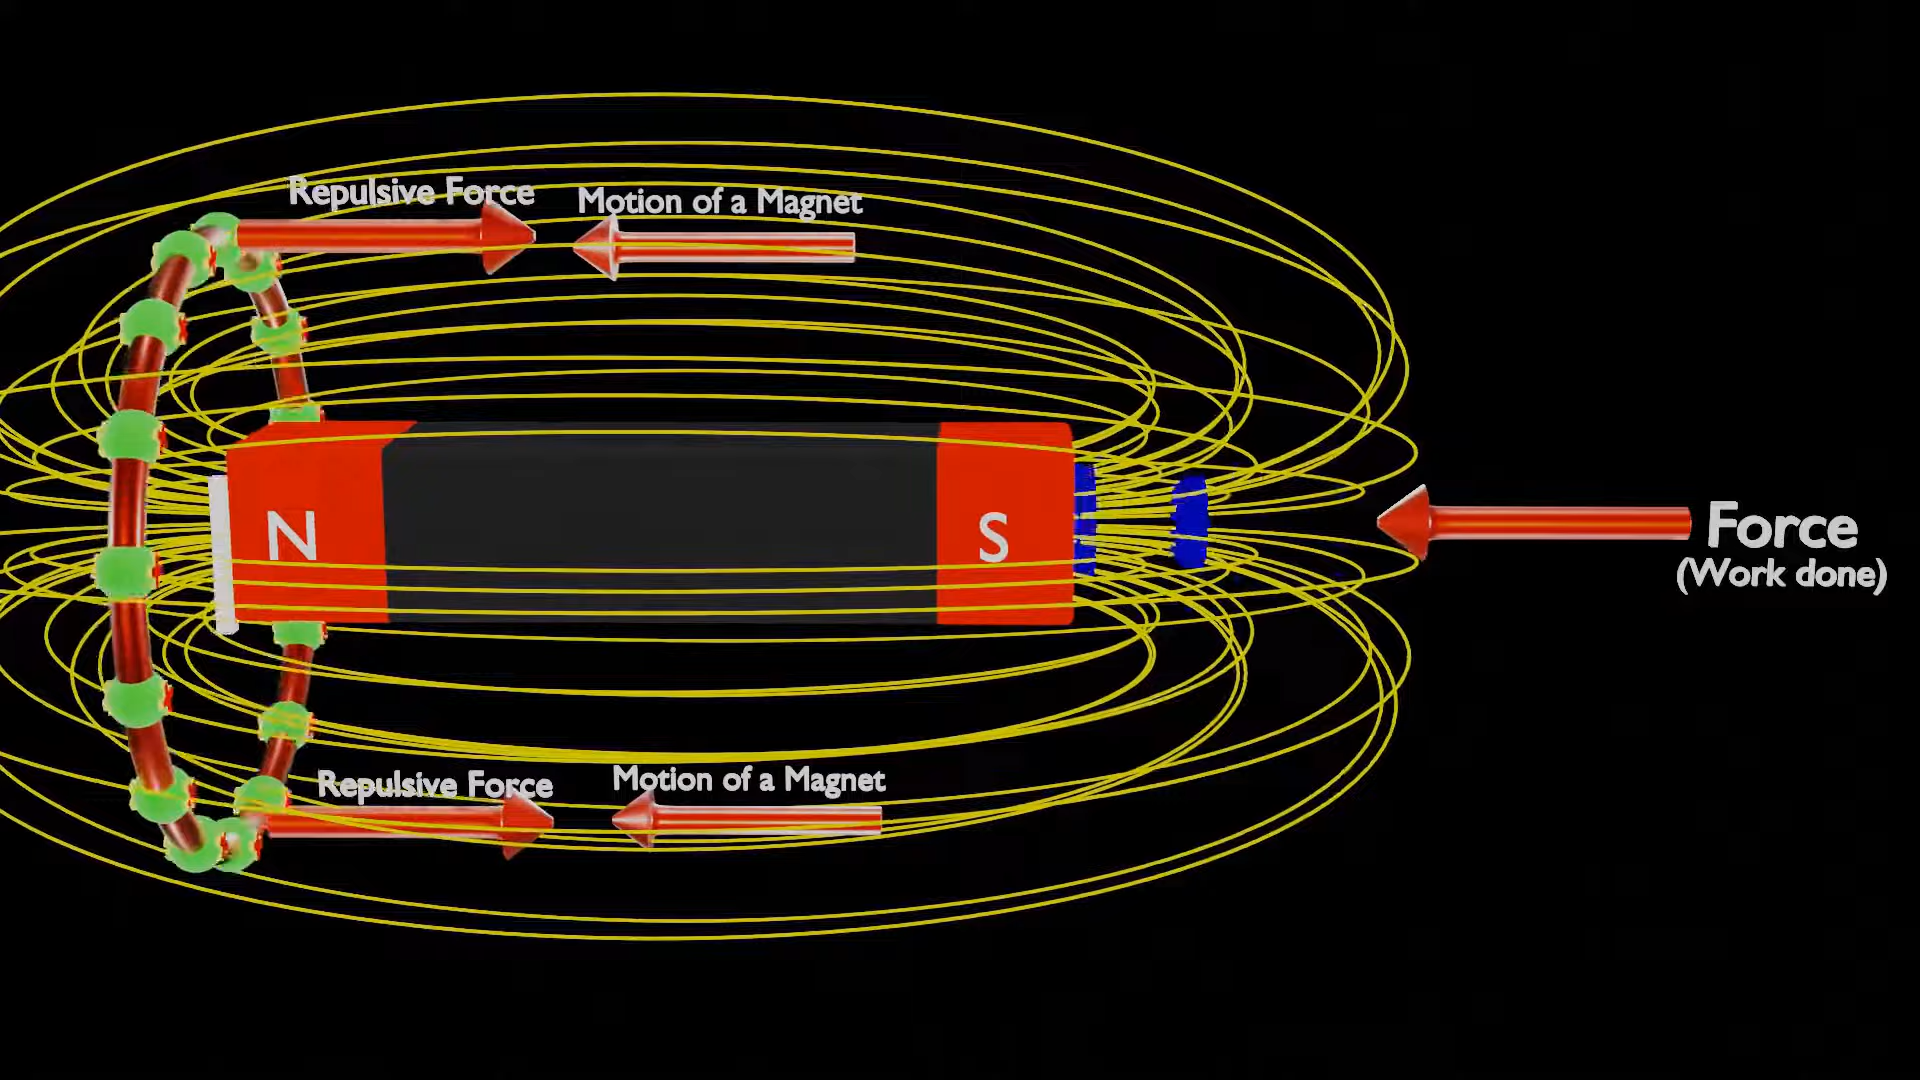 Repulsive Force
Motion of a Magnet
N
S
Force
(Work done)
Repulsive Force
Motion of a Magnet